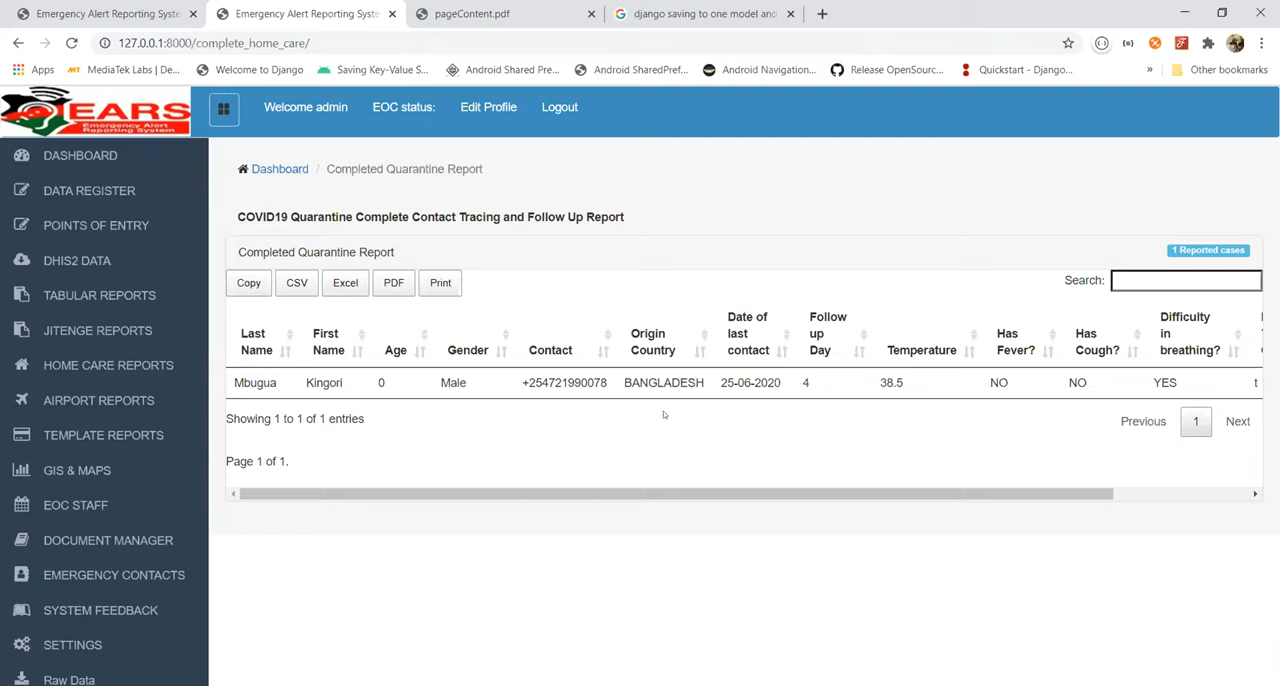 Emergency Alert Reporting Syste
Emergency Alert Reporting Syste
pageContent.pdf
django saving to one model and
127.0.0.1:8000/complete_home_care/
Apps
MediaTek Labs | De...
Welcome to Django
Saving Key-Value S...
Android Shared Pre...
Android SharedPref...
Android Navigation...
Release OpenSourc...
Quickstart - Django...
» Other bookmarks
EARS
Emergency Alert
Reporting System
Welcome admin
EOC status:
Edit Profile
Logout
DASHBOARD
DATA REGISTER
POINTS OF ENTRY
DHIS2 DATA
TABULAR REPORTS
JITENGE REPORTS
HOME CARE REPORTS
AIRPORT REPORTS
TEMPLATE REPORTS
GIS & MAPS
EOC STAFF
DOCUMENT MANAGER
EMERGENCY CONTACTS
SYSTEM FEEDBACK
SETTINGS
Raw Data
Dashboard / Completed Quarantine Report
COVID19 Quarantine Complete Contact Tracing and Follow Up Report
Completed Quarantine Report
1 Reported cases
Copy CSV Excel PDF Print
Search:
Last Name
First Name
Age
Gender
Contact
Origin Country
Date of last contact
Follow up Day
Temperature
Has Fever?
Has Cough?
Difficulty in breathing?
Mbugua Kingori 0 Male +254721990078 BANGLADESH 25-06-2020 4 38.5 NO NO YES t
Showing 1 to 1 of 1 entries
Previous 1 Next
Page 1 of 1.